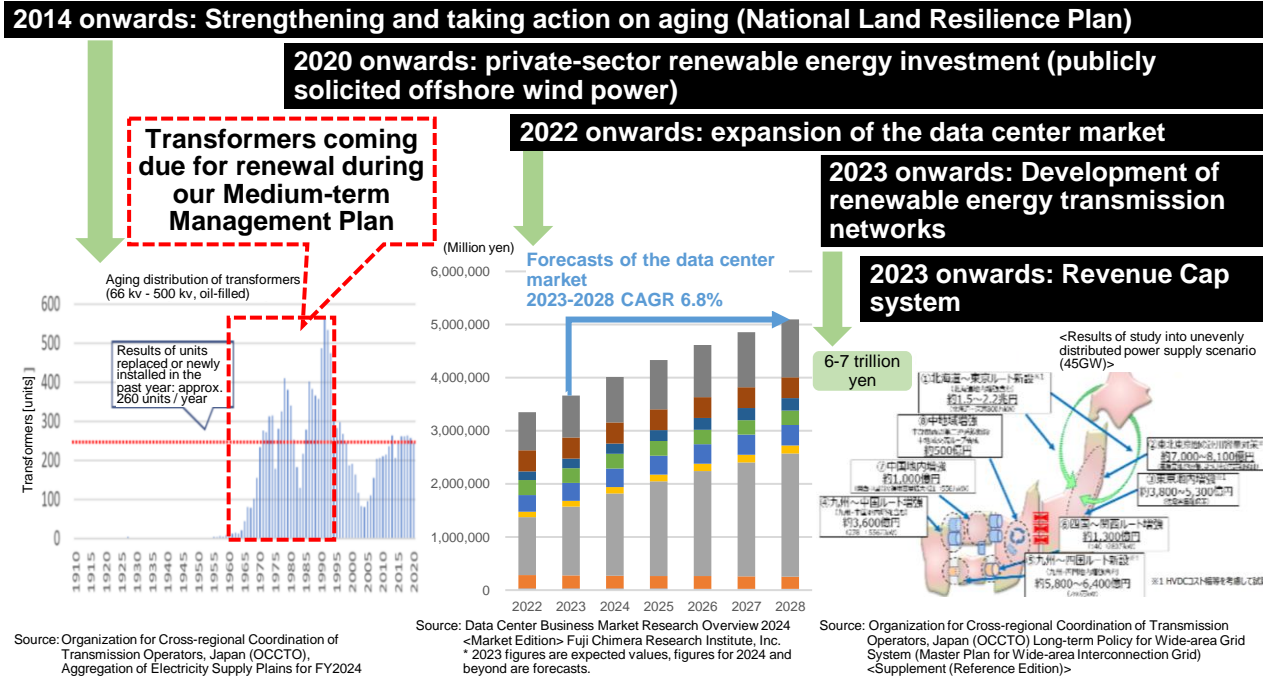 2014 onwards: Strengthening and taking action on aging (National Land Resilience Plan)
2020 onwards: private-sector renewable energy investment (publicly
solicited offshore wind power)
2022 onwards: expansion of the data center market
2023 onwards: Development of
renewable energy transmission
networks
2023 onwards: Revenue Cap
system
Transformers coming
due for renewal during
our Medium-term
Management Plan
Aging distribution of transformers
(66 kv - 500 kv, oil-filled)
Transformers [units]
600
500
400
300
200
100
0
Results of units
replaced or newly
installed in the
past year: approx.
260 units / year
1910
1915
1920
1925
1930
1935
1940
1945
1950
1955
1960
1965
1970
1975
1980
1985
1990
1995
2000
2005
2010
2015
2020
Source: Organization for Cross-regional Coordination of
Transmission Operators, Japan (OCCTO),
Aggregation of Electricity Supply Plains for FY2024
(Million yen)
Forecasts of the data center
market
2023-2028 CAGR 6.8%
6,000,000
5,000,000
4,000,000
3,000,000
2,000,000
1,000,000
0
2022 2023 2024 2025 2026 2027 2028
Source: Data Center Business Market Research Overview 2024
<Market Edition> Fuji Chimera Research Institute, Inc.
* 2023 figures are expected values, figures for 2024 and
beyond are forecasts.
6-7 trillion
yen
<Results of study into unevenly
distributed power supply scenario
(45GW)>
①北海道～東京ルート新設※1
約1.5～2.2兆円
⑧中地域増強
約500億円
⑦中国地内増強
約1,000億円
④九州～中国ルート増強
約3,600億円
約7,000～8,100億円
③東京地内増強※1
約3,800～5,300億円
⑥四国～関西ルート増強
約1,300億円
⑤九州～四国ルート新設※1
約5,800～6,400億円
※1 HVDCコスト
Source: Organization for Cross-regional Coordination of Transmission
Operators, Japan (OCCTO) Long-term Policy for Wide-area Grid
System (Master Plan for Wide-area Interconnection Grid)
<Supplement (Reference Edition)>